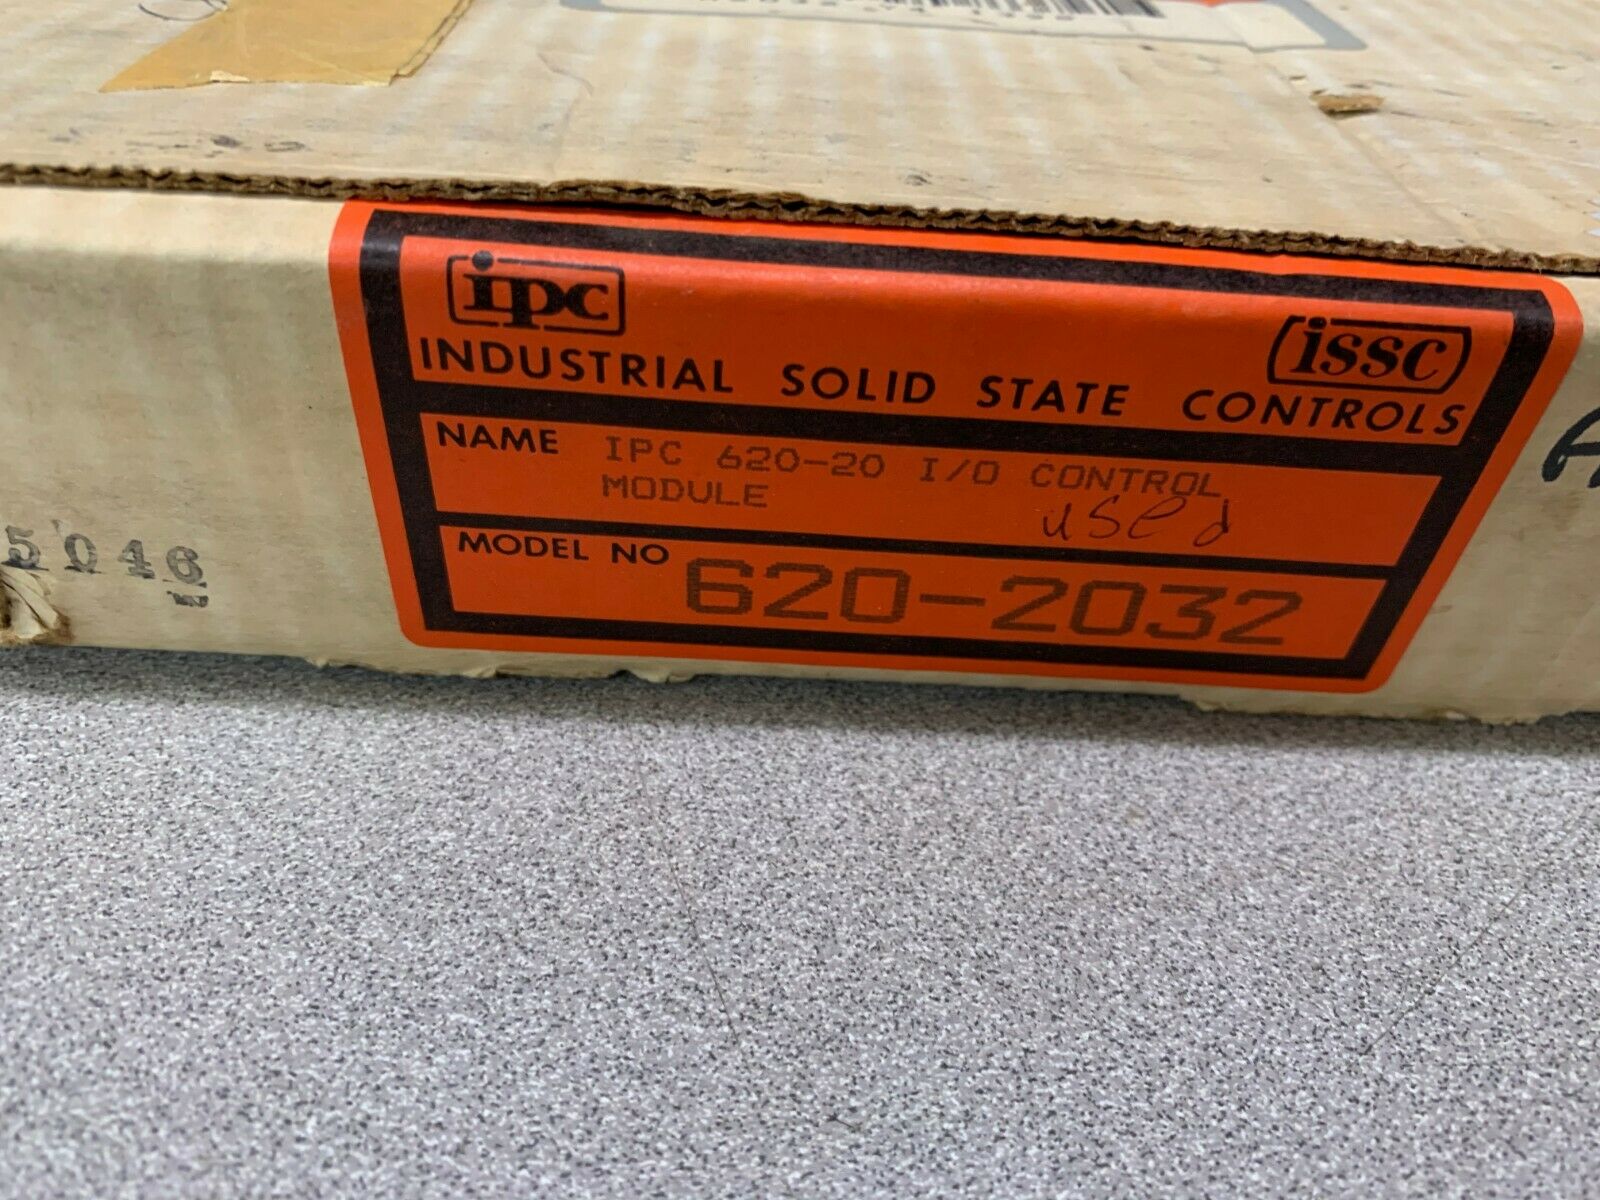 ipc
issc
INDUSTRIAL SOLID STATE CONTROLS
NAME IPC 620-20 I/O CONTROL
MODULE
used
MODEL NO 620-2032
5046